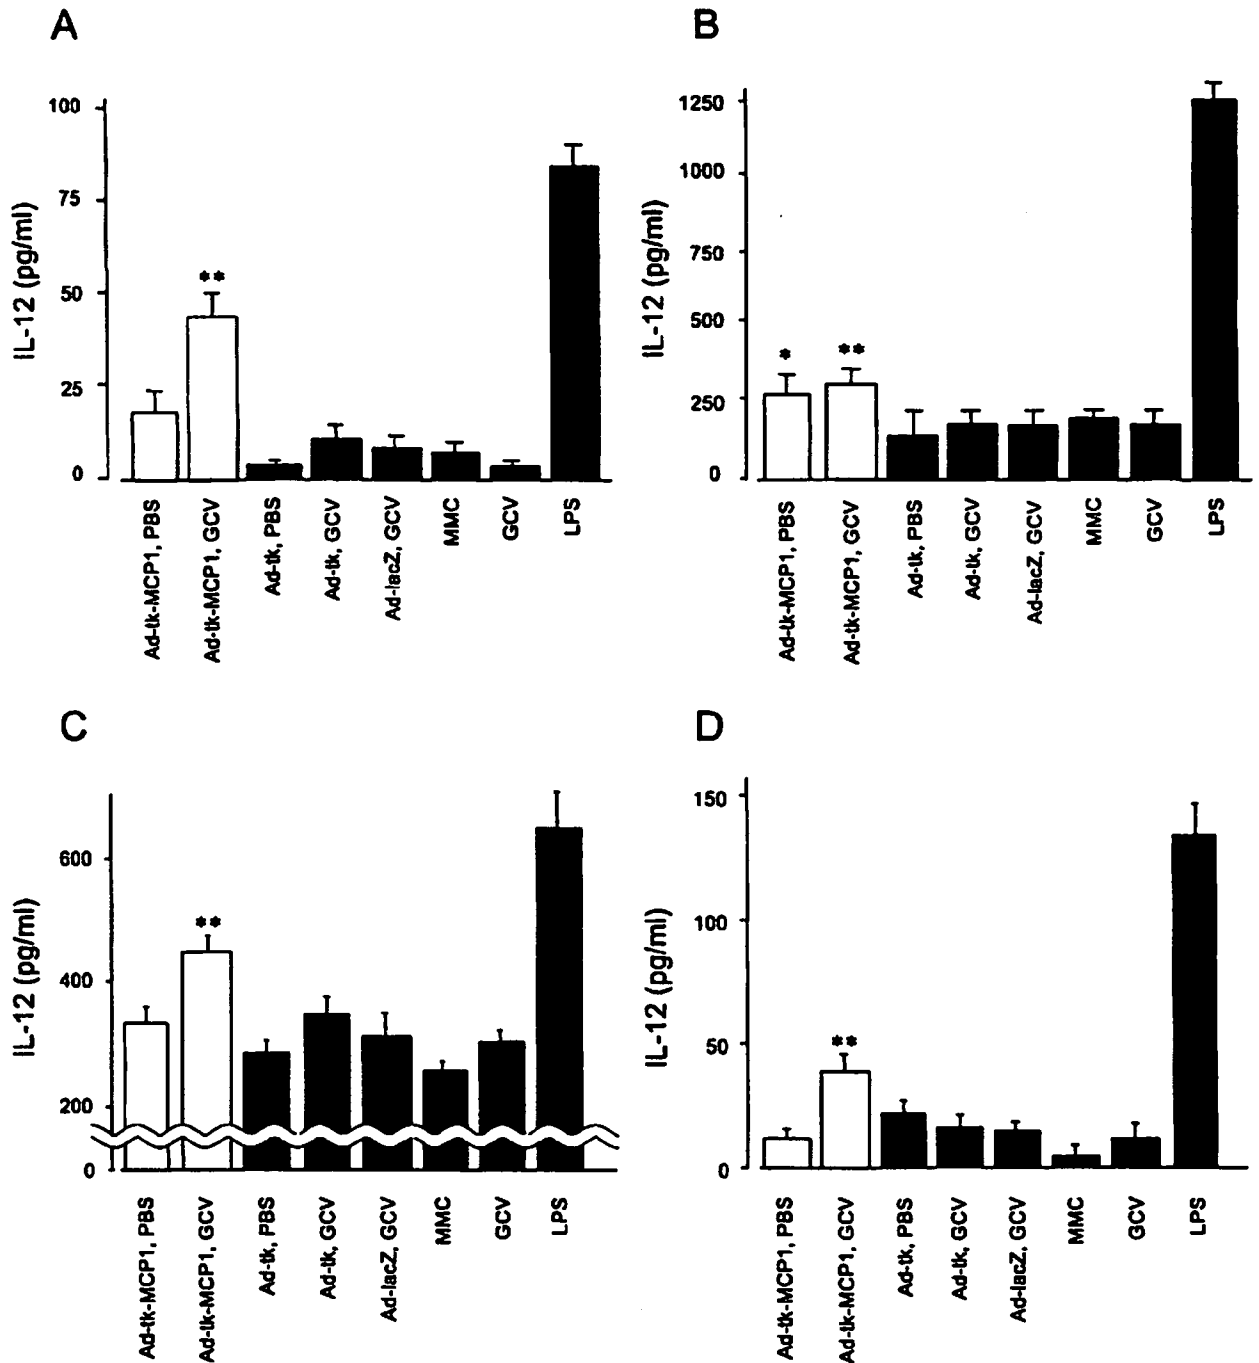 A
IL-12 (pg/ml)
100
75
50
25
0
**
Ad-tk-MCP1, PBS
Ad-tk-MCP1, GCV
Ad-tk, PBS
Ad-tk, GCV
Ad-lacZ, GCV
MMC
GCV
LPS
B
IL-12 (pg/ml)
1250
1000
750
500
250
0
*
**
Ad-tk-MCP1, PBS
Ad-tk-MCP1, GCV
Ad-tk, PBS
Ad-tk, GCV
Ad-lacZ, GCV
MMC
GCV
LPS
C
IL-12 (pg/ml)
600
400
200
0
**
Ad-tk-MCP1, PBS
Ad-tk-MCP1, GCV
Ad-tk, PBS
Ad-tk, GCV
Ad-lacZ, GCV
MMC
GCV
LPS
D
IL-12 (pg/ml)
150
100
50
0
**
Ad-tk-MCP1, PBS
Ad-tk-MCP1, GCV
Ad-tk, PBS
Ad-tk, GCV
Ad-lacZ, GCV
MMC
GCV
LPS